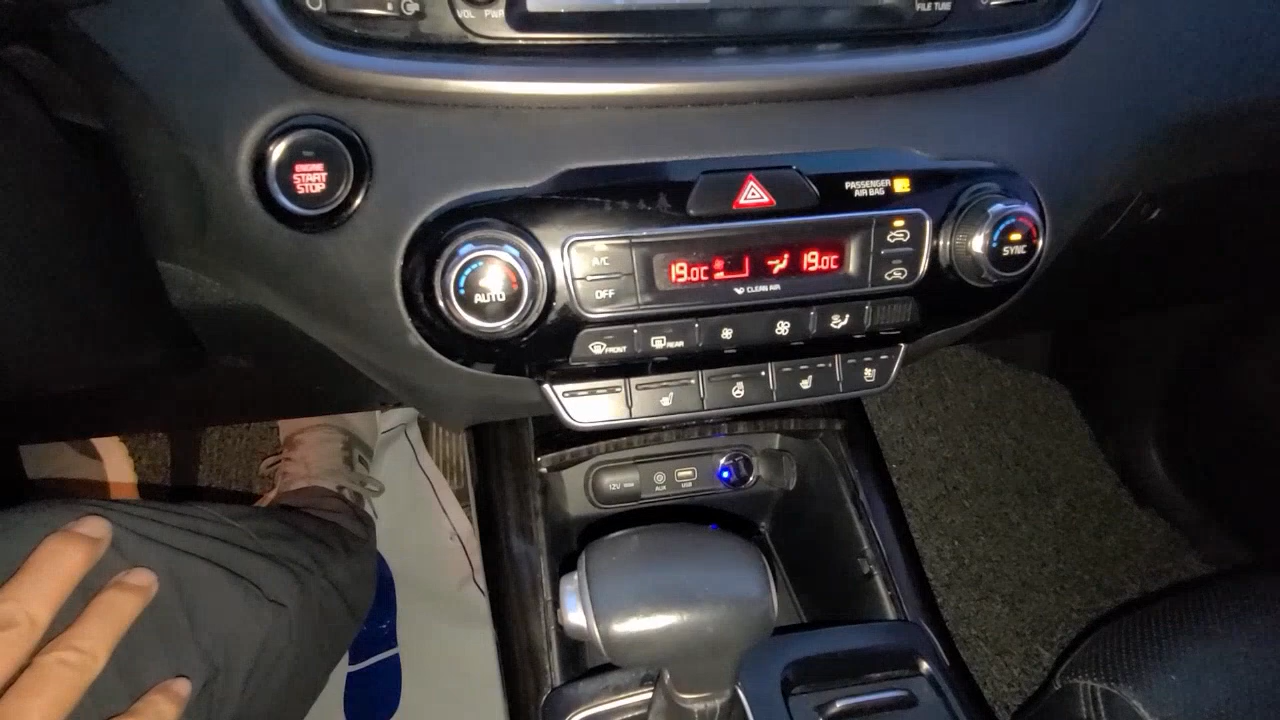 VOL PWR
FILE TUNE
ENGINE
START
STOP
PASSENGER
AIR BAG
A/C
OFF
19.0C
19.0C
CLEAN AIR
AUTO
SYNC
FRONT
REAR
12V
AUX
USB